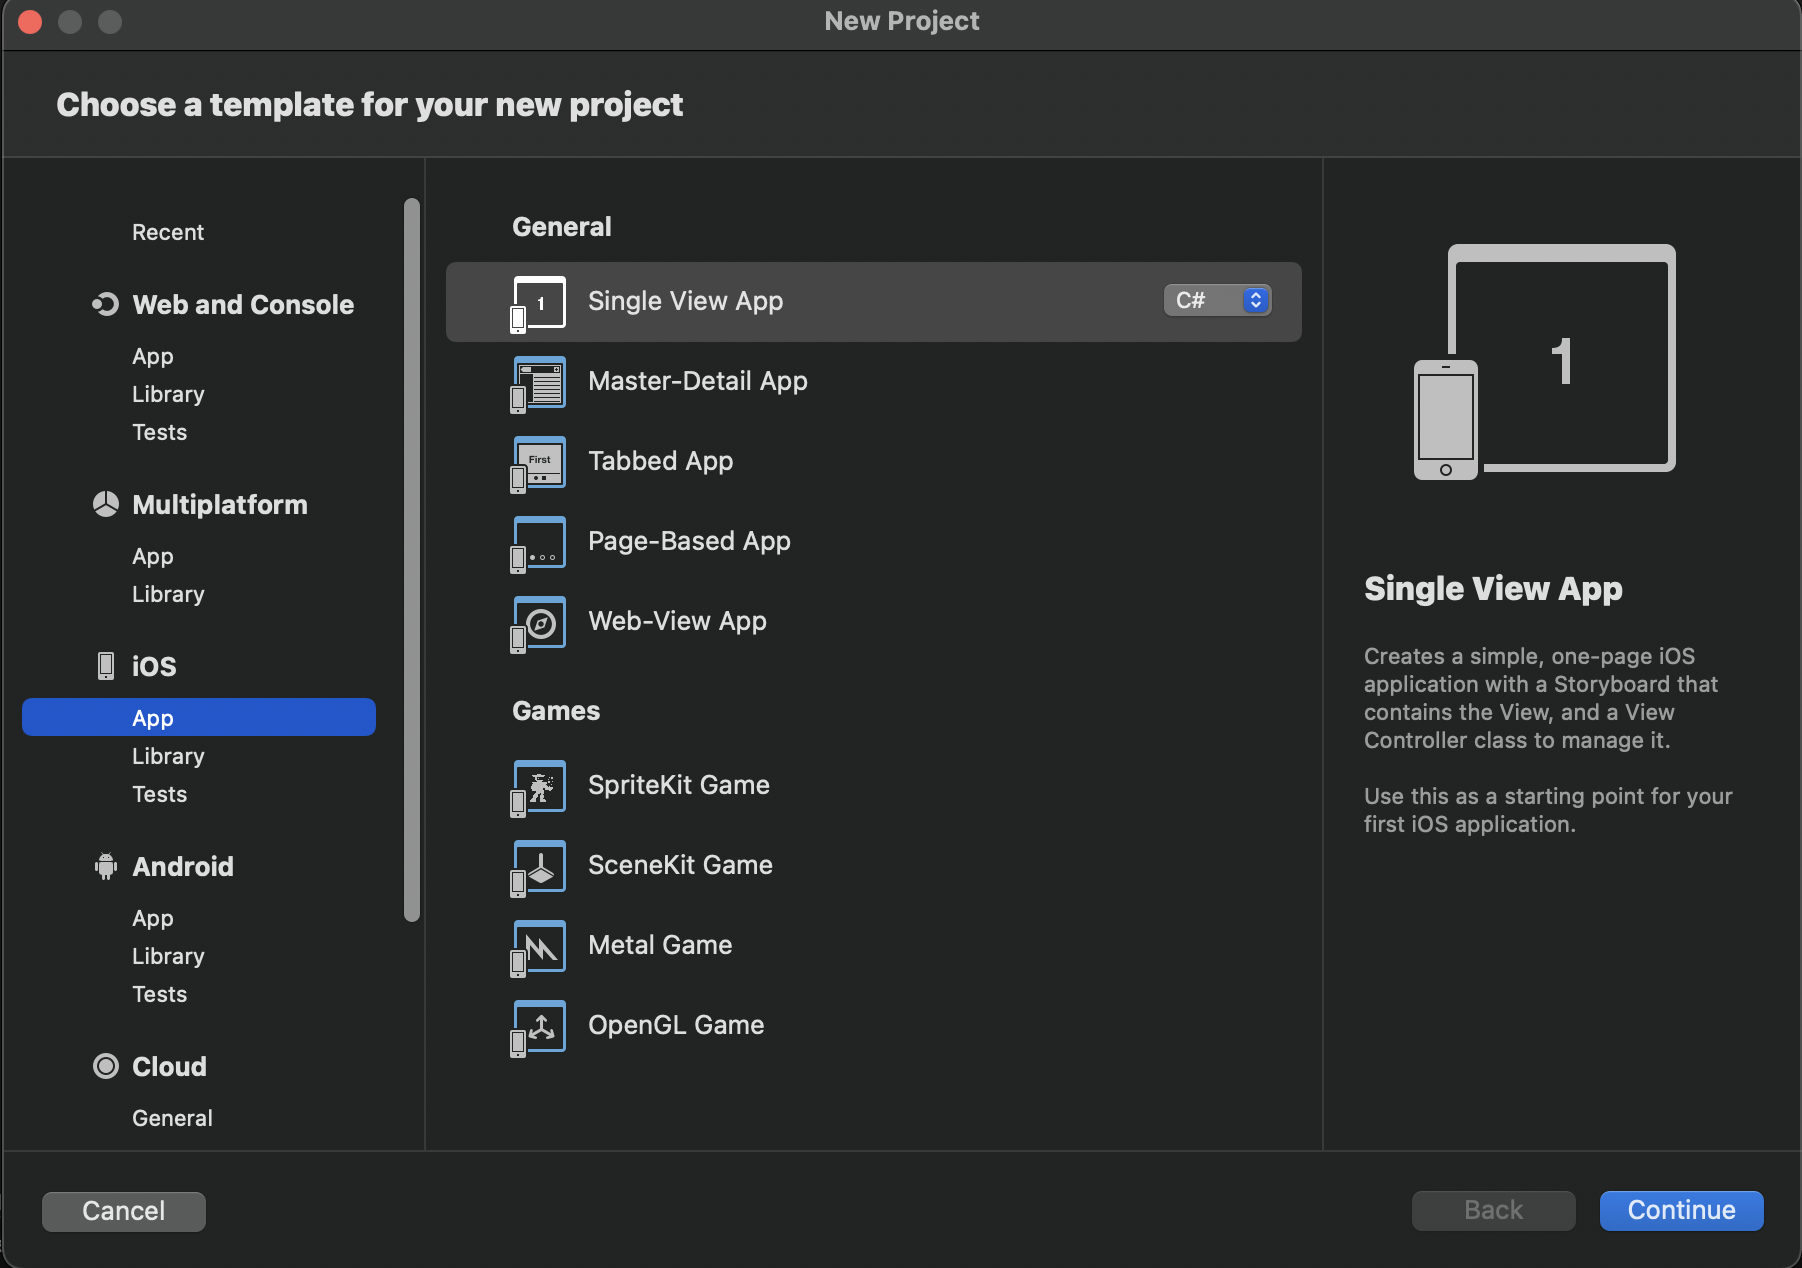 New Project
Choose a template for your new project
Recent
Web and Console
App
Library
Tests
Multiplatform
App
Library
iOS
App
Library
Tests
Android
App
Library
Tests
Cloud
General
General
1
Single View App
C#
Master-Detail App
First
Tabbed App
Page-Based App
Web-View App
Games
SpriteKit Game
SceneKit Game
Metal Game
OpenGL Game
1
Single View App
Creates a simple, one-page iOS
application with a Storyboard that
contains the View, and a View
Controller class to manage it.
Use this as a starting point for your
first iOS application.
Cancel
Back
Continue